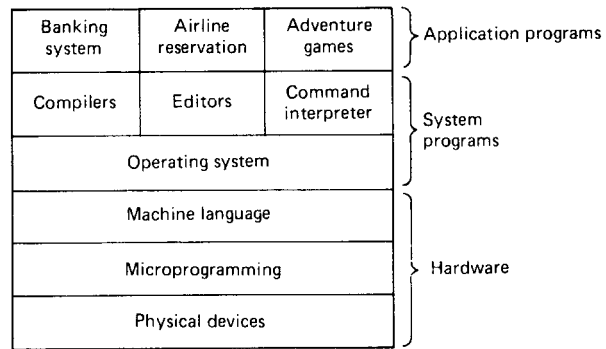 Banking system
Airline reservation
Adventure games
Application programs
Compilers
Editors
Command interpreter
System programs
Operating system
Machine language
Microprogramming
Hardware
Physical devices